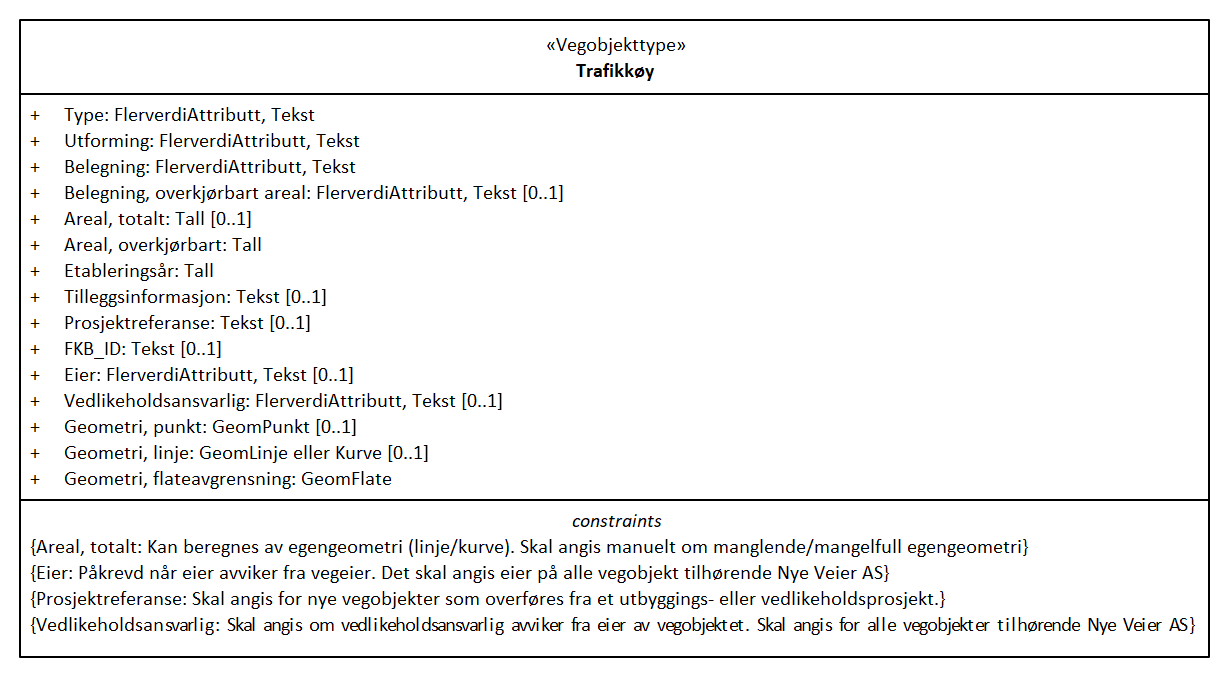 «Vegobjekttype»
Trafikkøy
+ Type: FlerverdiAttributt, Tekst
+ Utforming: FlerverdiAttributt, Tekst
+ Belegning: FlerverdiAttributt, Tekst
+ Belegning, overkjørbart areal: FlerverdiAttributt, Tekst [0..1]
+ Areal, totalt: Tall [0..1]
+ Areal, overkjørbart: Tall
+ Etableringsår: Tall
+ Tilleggsinformasjon: Tekst [0..1]
+ Prosjektreferanse: Tekst [0..1]
+ FKB_ID: Tekst [0..1]
+ Eier: FlerverdiAttributt, Tekst [0..1]
+ Vedlikeholdsansvarlig: FlerverdiAttributt, Tekst [0..1]
+ Geometri, punkt: GeomPunkt [0..1]
+ Geometri, linje: GeomLinje eller Kurve [0..1]
+ Geometri, flateavgrensning: GeomFlate
constraints
{Areal, totalt: Kan beregnes av egengeometri (linje/kurve). Skal angis manuelt om manglende/mangelfull egengeometri}
{Eier: Påkrevd når eier avviker fra vegeier. Det skal angis eier på alle vegobjekt tilhørende Nye Veier AS}
{Prosjektreferanse: Skal angis for nye vegobjekter som overføres fra et utbyggings- eller vedlikeholdsprosjekt.}
{Vedlikeholdsansvarlig: Skal angis om vedlikeholdsansvarlig avviker fra eier av vegobjektet. Skal angis for alle vegobjekter tilhørende Nye Veier AS}